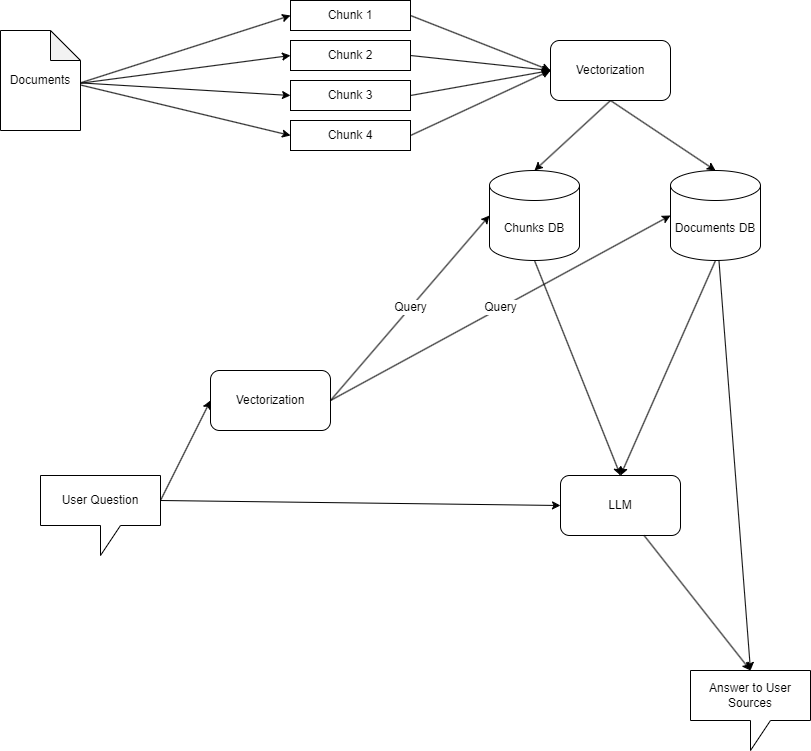 Chunk 1
Documents
Chunk 2
Chunk 3
Chunk 4
Vectorization
Chunks DB
Documents DB
Query
Query
Vectorization
User Question
LLM
Answer to User
Sources